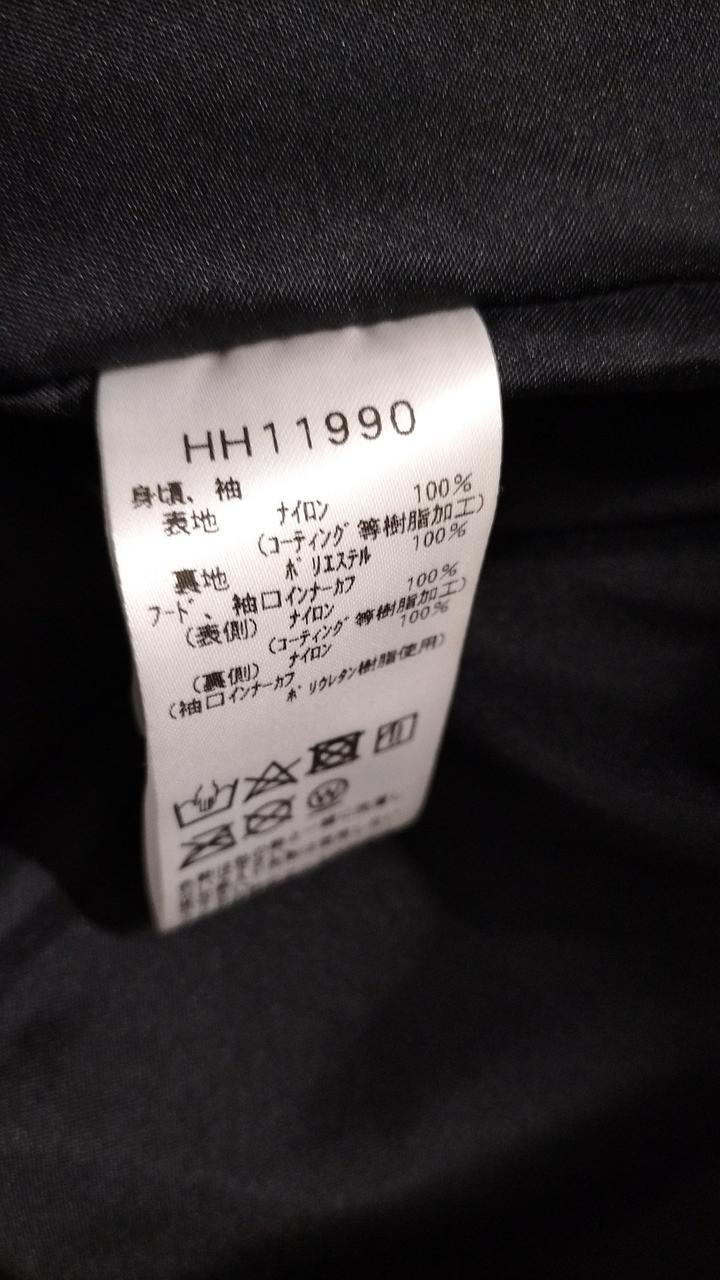 HH11990
身頃、袖
表地 ナイロン 100%
(コーティング等樹脂加工)
裏地 ポリエステル 100%
フード、袖口インナーカフ
(表側) ナイロン 100%
(コーティング等樹脂加工)
(裏側) ナイロン 100%
(袖口インナーカフ ポリウレタン樹脂使用)
W